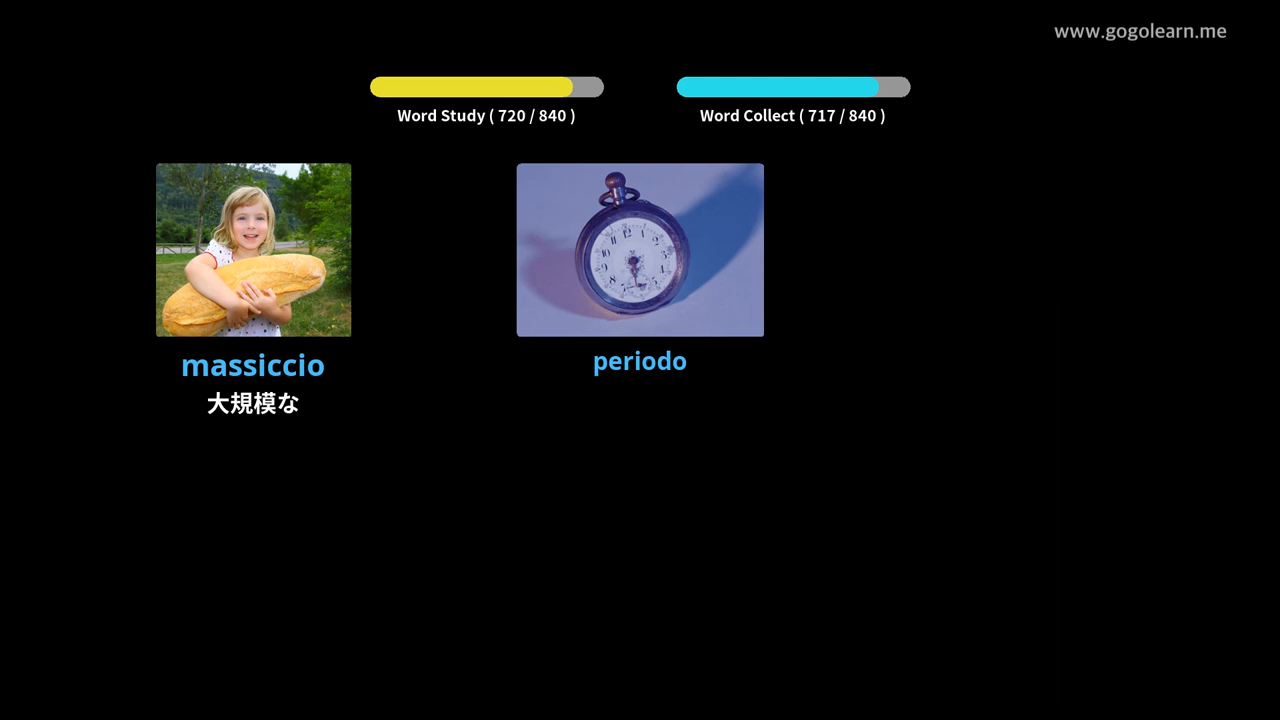 www.gogolearn.me
Word Study ( 720 / 840 )
Word Collect ( 717 / 840 )
massiccio
大規模な
periodo